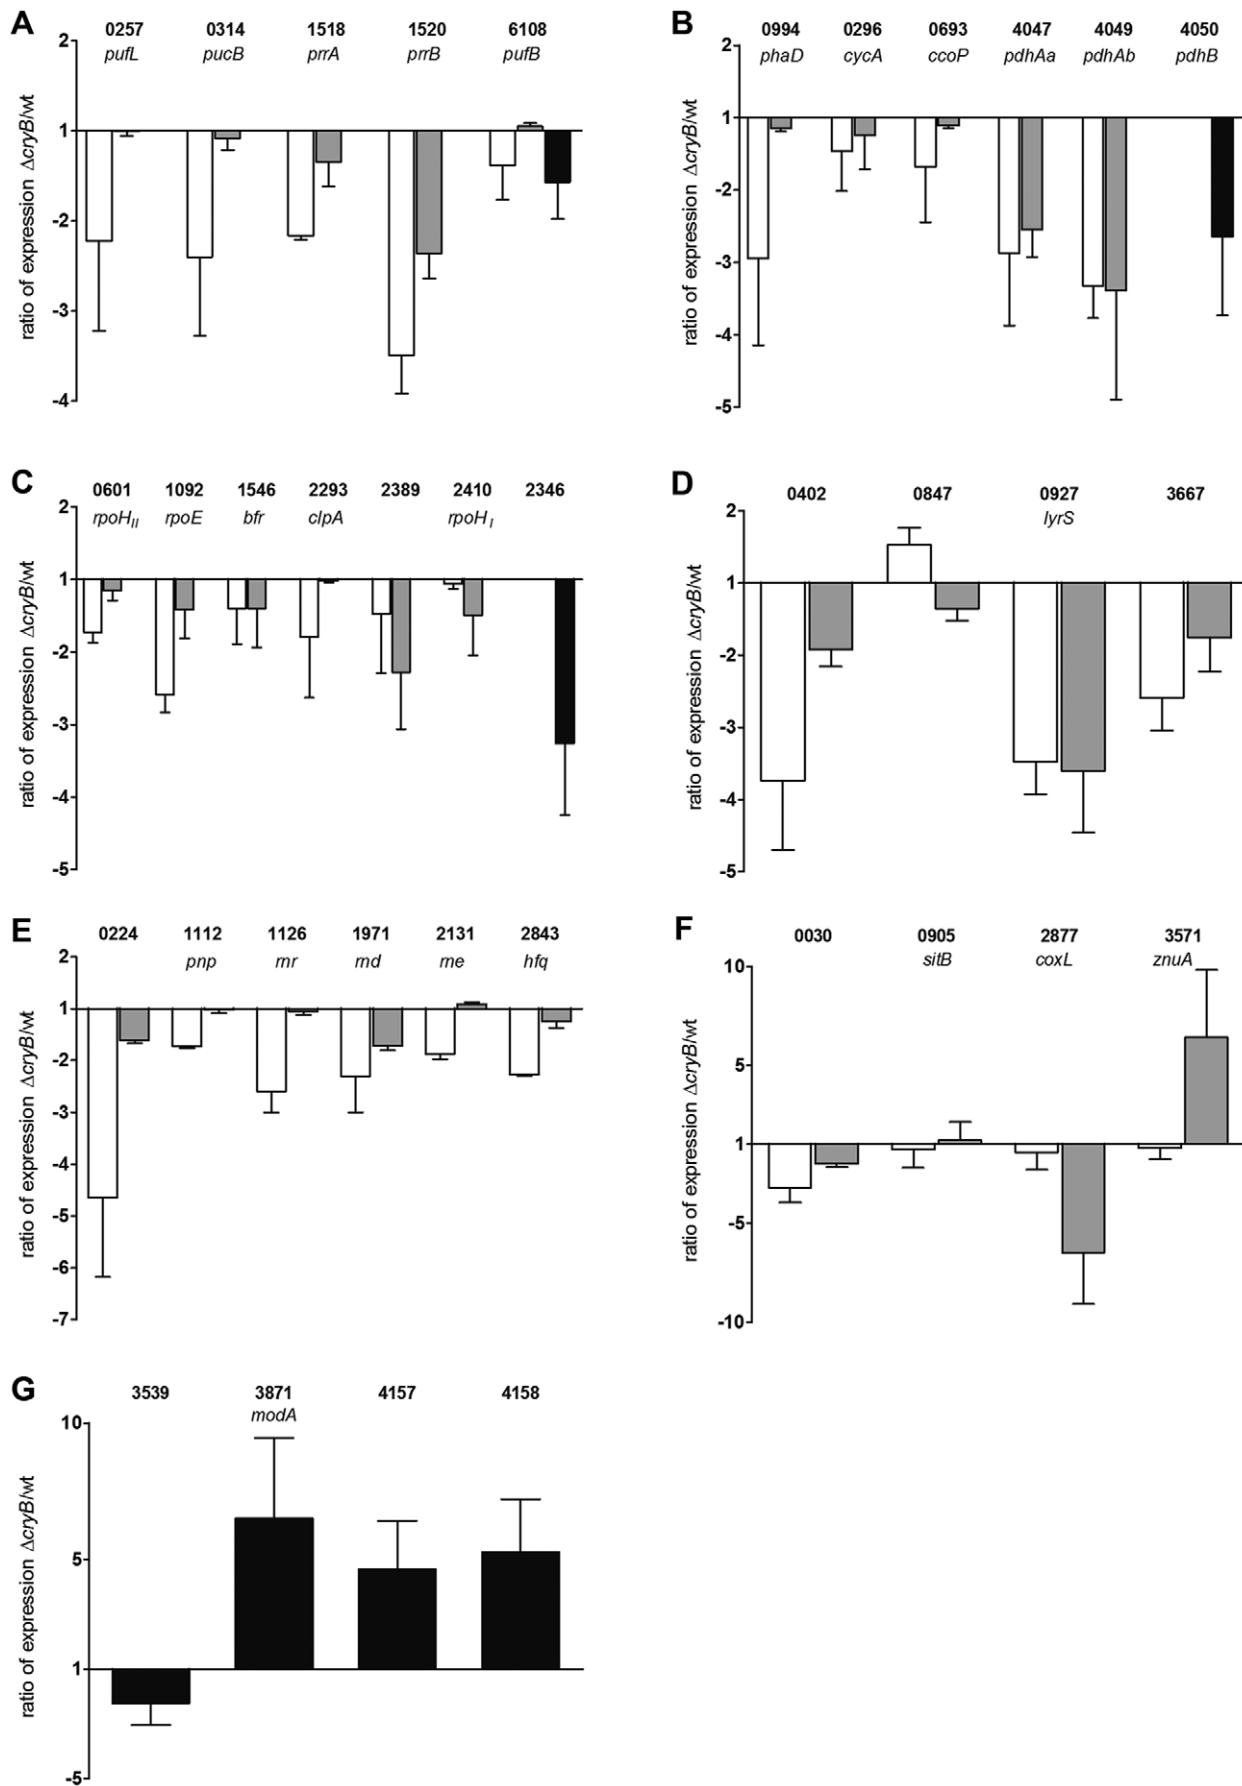 A
0257 0314 1518 1520 6108
pufL pucB prrA prrB pufB
2
1
-2
-3
-4
ratio of expression ΔcryB/wt
B
0994 0296 0693 4047 4049 4050
phaD cycA ccoP pdhAa pdhAb pdhB
2
1
-2
-3
-4
-5
ratio of expression ΔcryB/wt
C
0601 1092 1546 2293 2389 2410 2346
rpoHII rpoE bfr clpA rpoHI
2
1
-2
-3
-4
-5
ratio of expression ΔcryB/wt
D
0402 0847 0927 3667
lyrS
2
1
-2
-3
-4
-5
ratio of expression ΔcryB/wt
E
0224 1112 1126 1971 2131 2843
pnp rnr rnd rne hfq
2
1
-2
-3
-4
-5
-6
-7
ratio of expression ΔcryB/wt
F
0030 0905 2877 3571
sitB coxL znuA
10
5
1
-5
-10
ratio of expression ΔcryB/wt
G
3539 3871 4157 4158
modA
10
5
1
-5
ratio of expression ΔcryB/wt